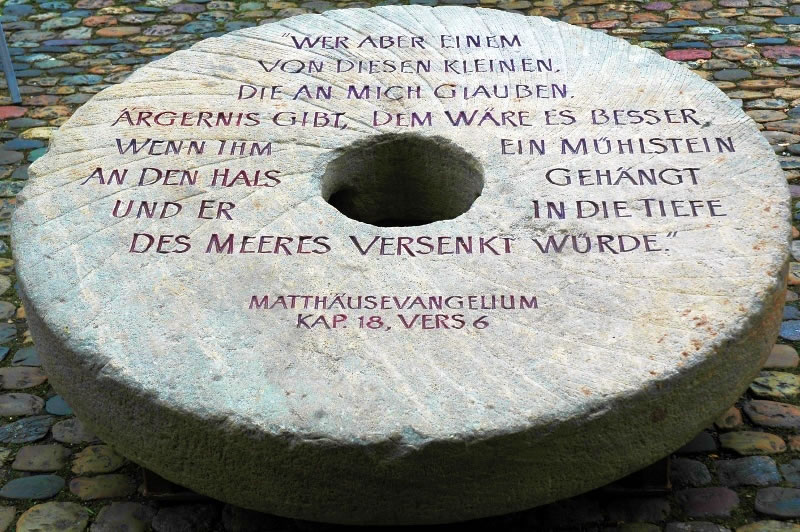 "WER ABER EINEM
VON DIESEN KLEINEN,
DIE AN MICH GLAUBEN,
ÄRGERNIS GIBT, DEM WÄRE ES BESSER,
WENN IHM EIN MÜHLSTEIN
AN DEN HALS GEHÄNGT
UND ER IN DIE TIEFE
DES MEERES VERSENKT WÜRDE."
MATTHÄUSEVANGELIUM
KAP. 18, VERS 6